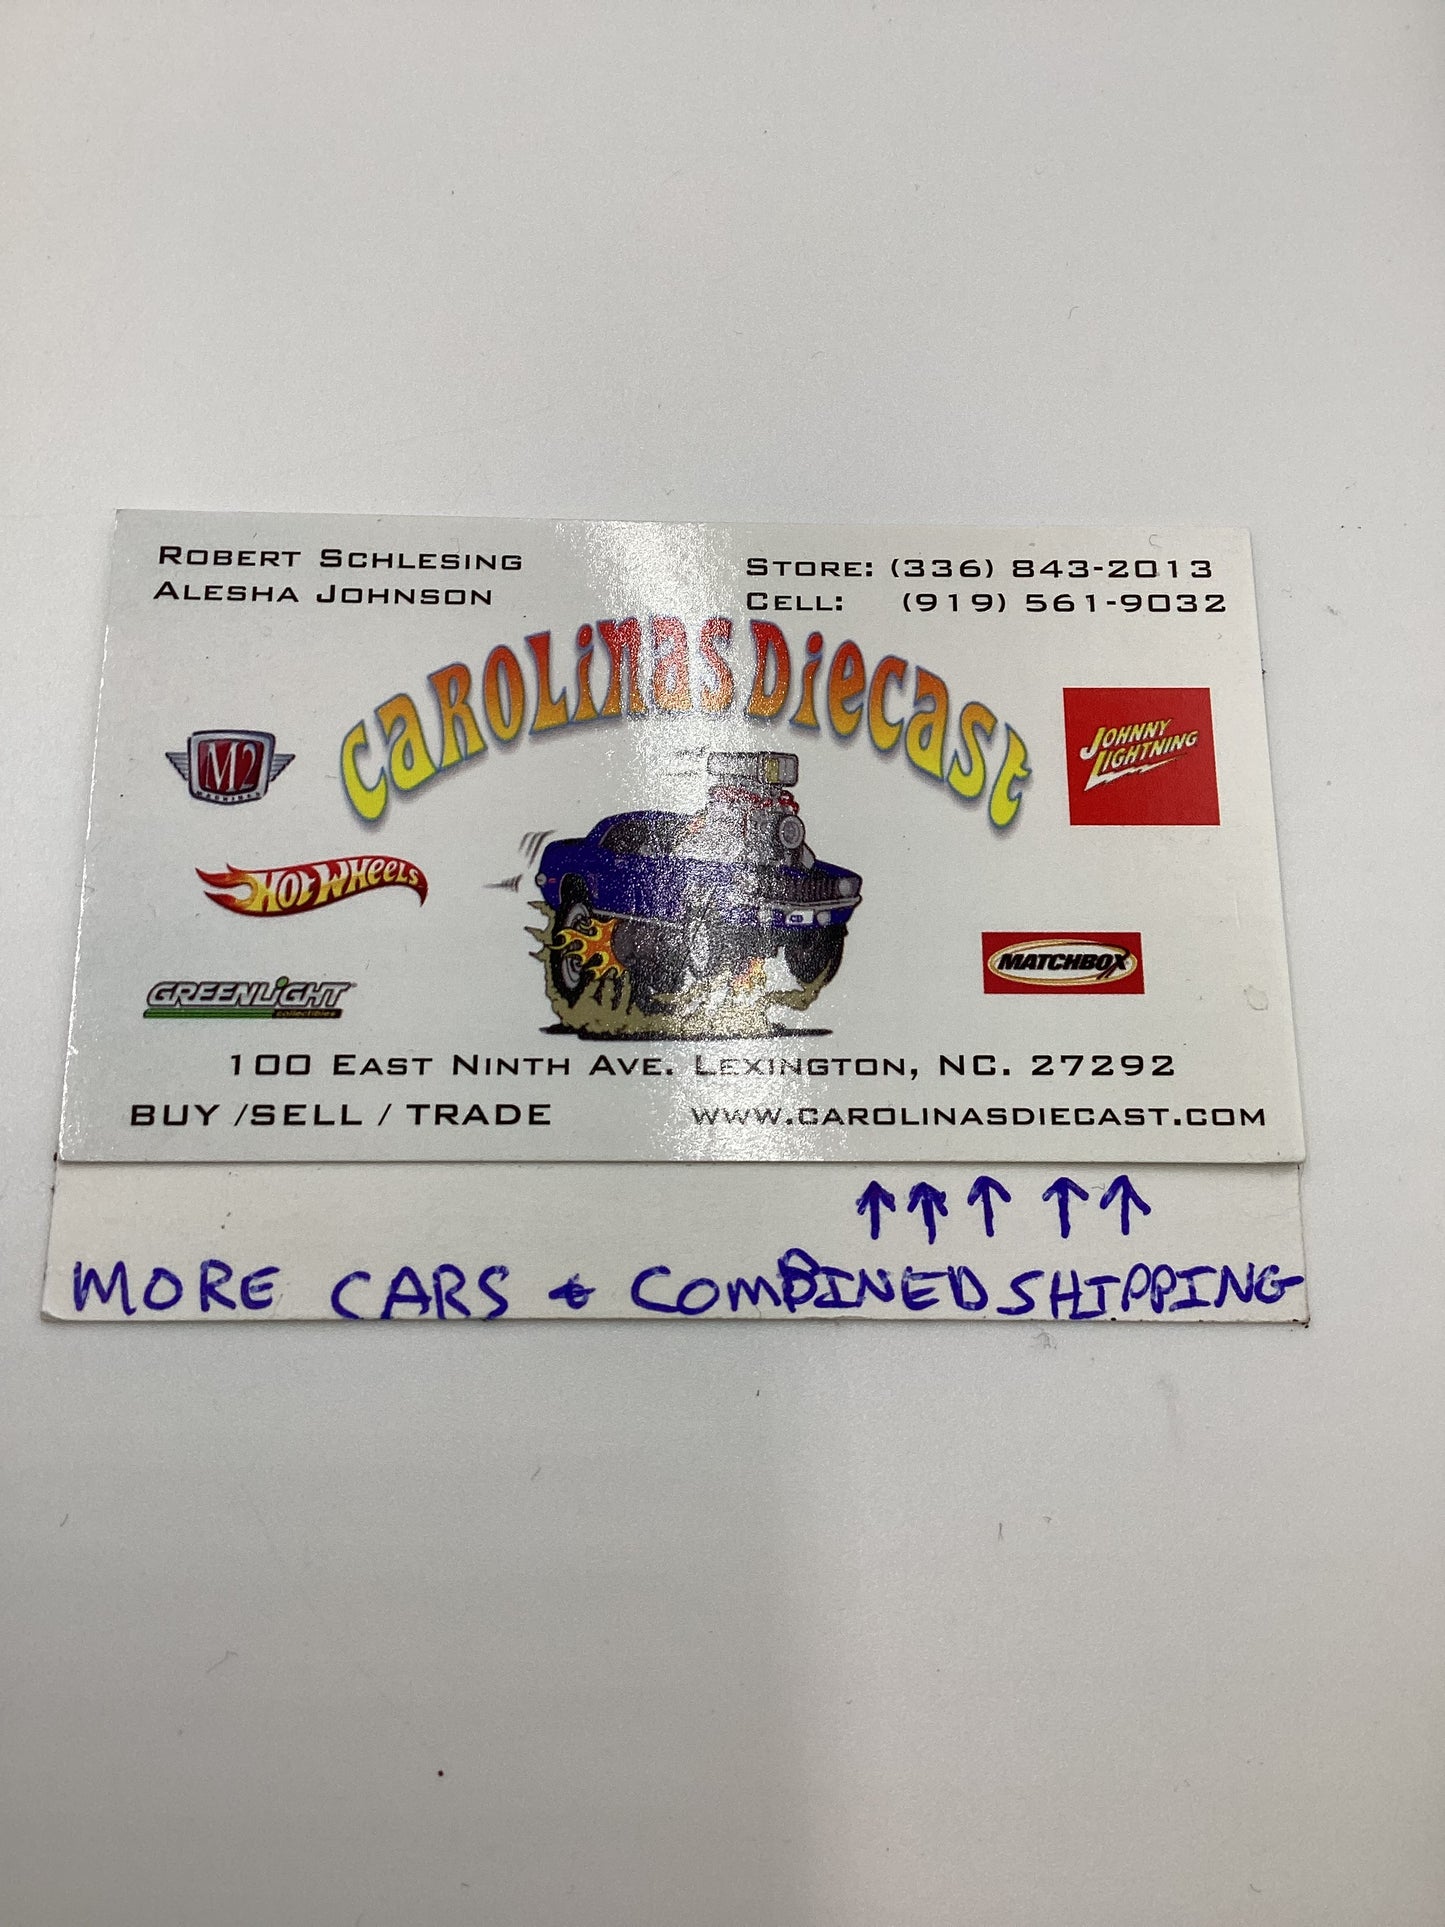 ROBERT SCHLESING
ALESHA JOHNSON
STORE: (336) 843-2013
CELL: (919) 561-9032
CAROLINAS DIECAST
M2
MACHINES
JOHNNY
LIGHTNING
HOT WHEELS
MATCHBOX
GREENLIGHT
collectibles
100 EAST NINTH AVE. LEXINGTON, NC. 27292
BUY /SELL / TRADE
WWW.CAROLINASDIECAST.COM
↑↑↑↑↑
MORE CARS & COMBINED SHIPPING